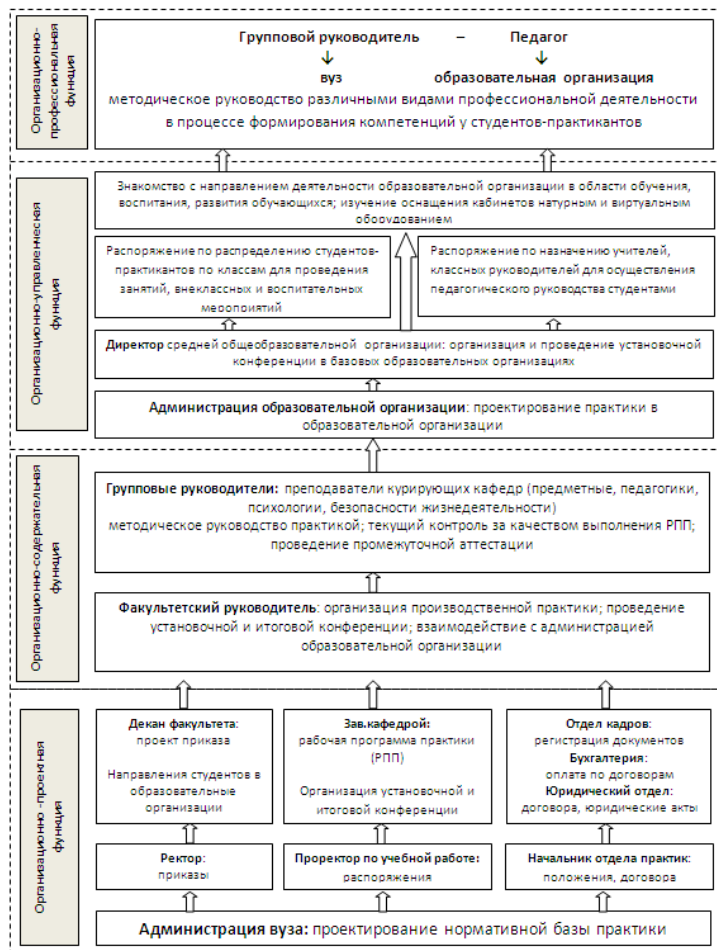 Организационно-
профессиональная
функция
Групповой руководитель – Педагог
↓ ↓
вуз образовательная организация
методическое руководство различными видами профессиональной деятельности
в процессе формирования компетенций у студентов-практикантов
Организационно-управленческая
функция
Знакомство с направлением деятельности образовательной организации в области обучения,
воспитания, развития обучающихся; изучение оснащения кабинетов натурным и виртуальным
оборудованием
Распоряжение по распределению студентов-
практикантов по классам для проведения
занятий, внеклассных и воспитательных
мероприятий
Распоряжение по назначению учителей,
классных руководителей для осуществления
педагогического руководства студентами
Директор средней общеобразовательной организации: организация и проведение установочной
конференции в базовых образовательных организациях
Администрация образовательной организации: проектирование практики в
образовательной организации
Организационно-содержательная
функция
Групповые руководители: преподаватели курирующих кафедр (предметные, педагогики,
психологии, безопасности жизнедеятельности)
методическое руководство практикой; текущий контроль за качеством выполнения РПП;
проведение промежуточной аттестации
Факультетский руководитель: организация производственной практики; проведение
установочной и итоговой конференции; взаимодействие с администрацией
образовательной организации
Организационно -проектная
функция
Декан факультета:
проект приказа
Направления студентов в
образовательные
организации
Зав.кафедрой:
рабочая программа практики
(РПП)
Организация установочной и
итоговой конференции
Отдел кадров:
регистрация документов
Бухгалтерия:
оплата по договорам
Юридический отдел:
договора, юридические акты
Ректор:
приказы
Проректор по учебной работе:
распоряжения
Начальник отдела практик:
положения, договора
Администрация вуза: проектирование нормативной базы практики